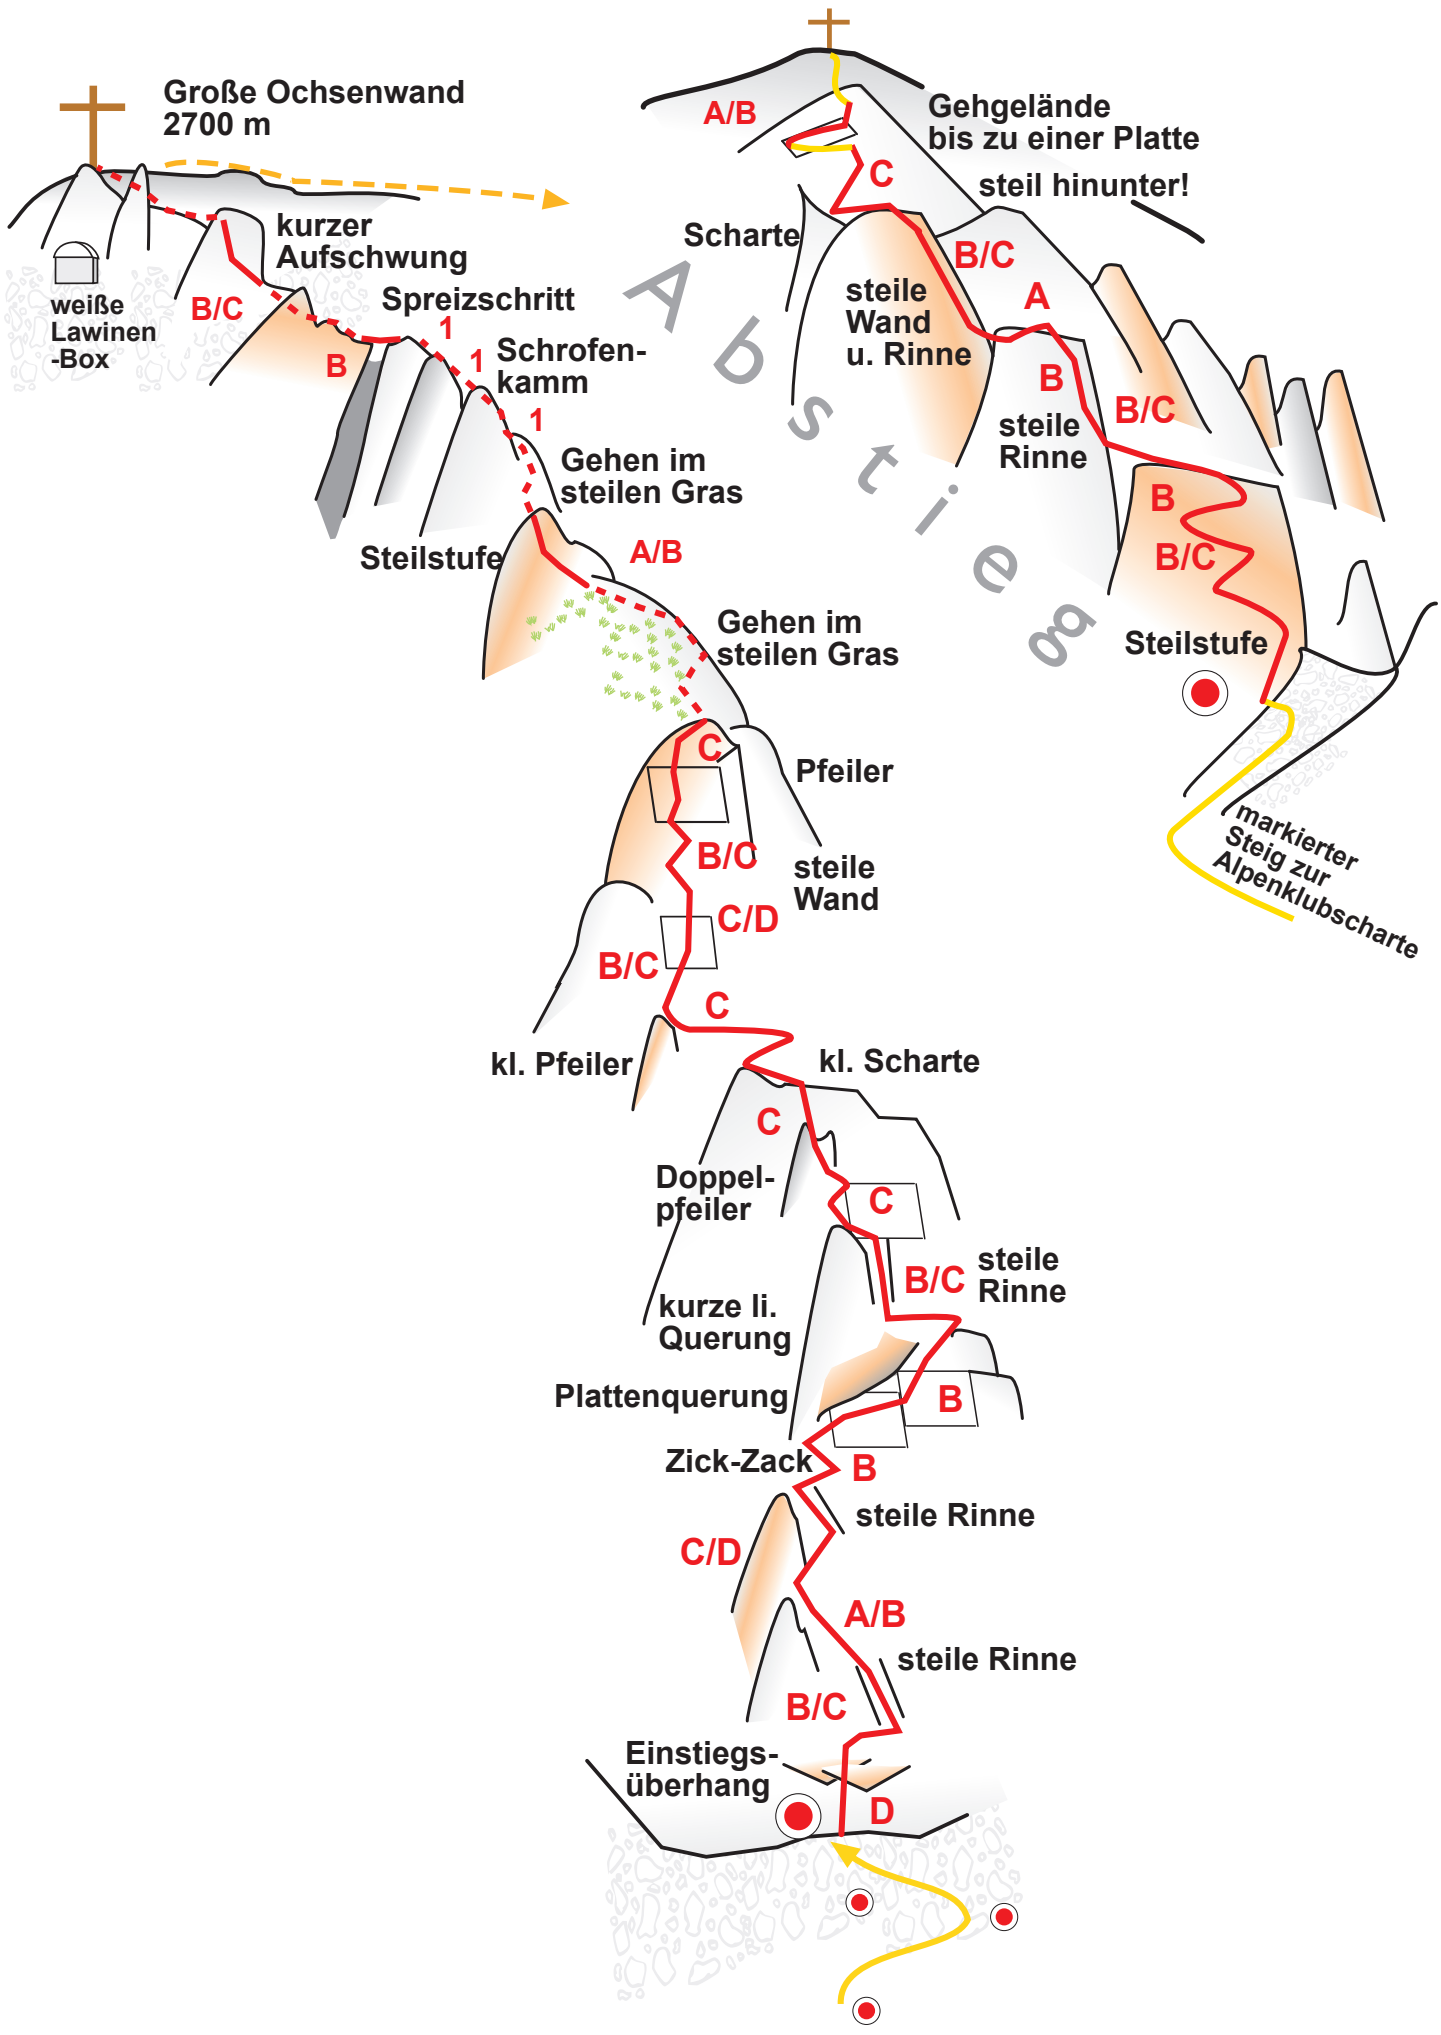 Große Ochsenwand
2700 m
kurzer
Aufschwung
weiße
Lawinen
-Box
B/C
B
Spreizschritt
1
1
Schrofen-
kamm
1
Gehen im
steilen Gras
Steilstufe
A/B
Gehen im
steilen Gras
C
Pfeiler
B/C
steile
Wand
C/D
B/C
C
kl. Pfeiler
kl. Scharte
C
Doppel-
pfeiler
C
B/C
steile
Rinne
kurze li.
Querung
Plattenquerung
B
Zick-Zack
B
steile Rinne
C/D
A/B
steile Rinne
B/C
Einstiegs-
überhang
D
A/B
Gehgelände
bis zu einer Platte
steil hinunter!
C
Scharte
B/C
steile
Wand
u. Rinne
A
B
B/C
steile
Rinne
B
B/C
Steilstufe
Abstieg
markierter
Steig zur
Alpenklubscharte